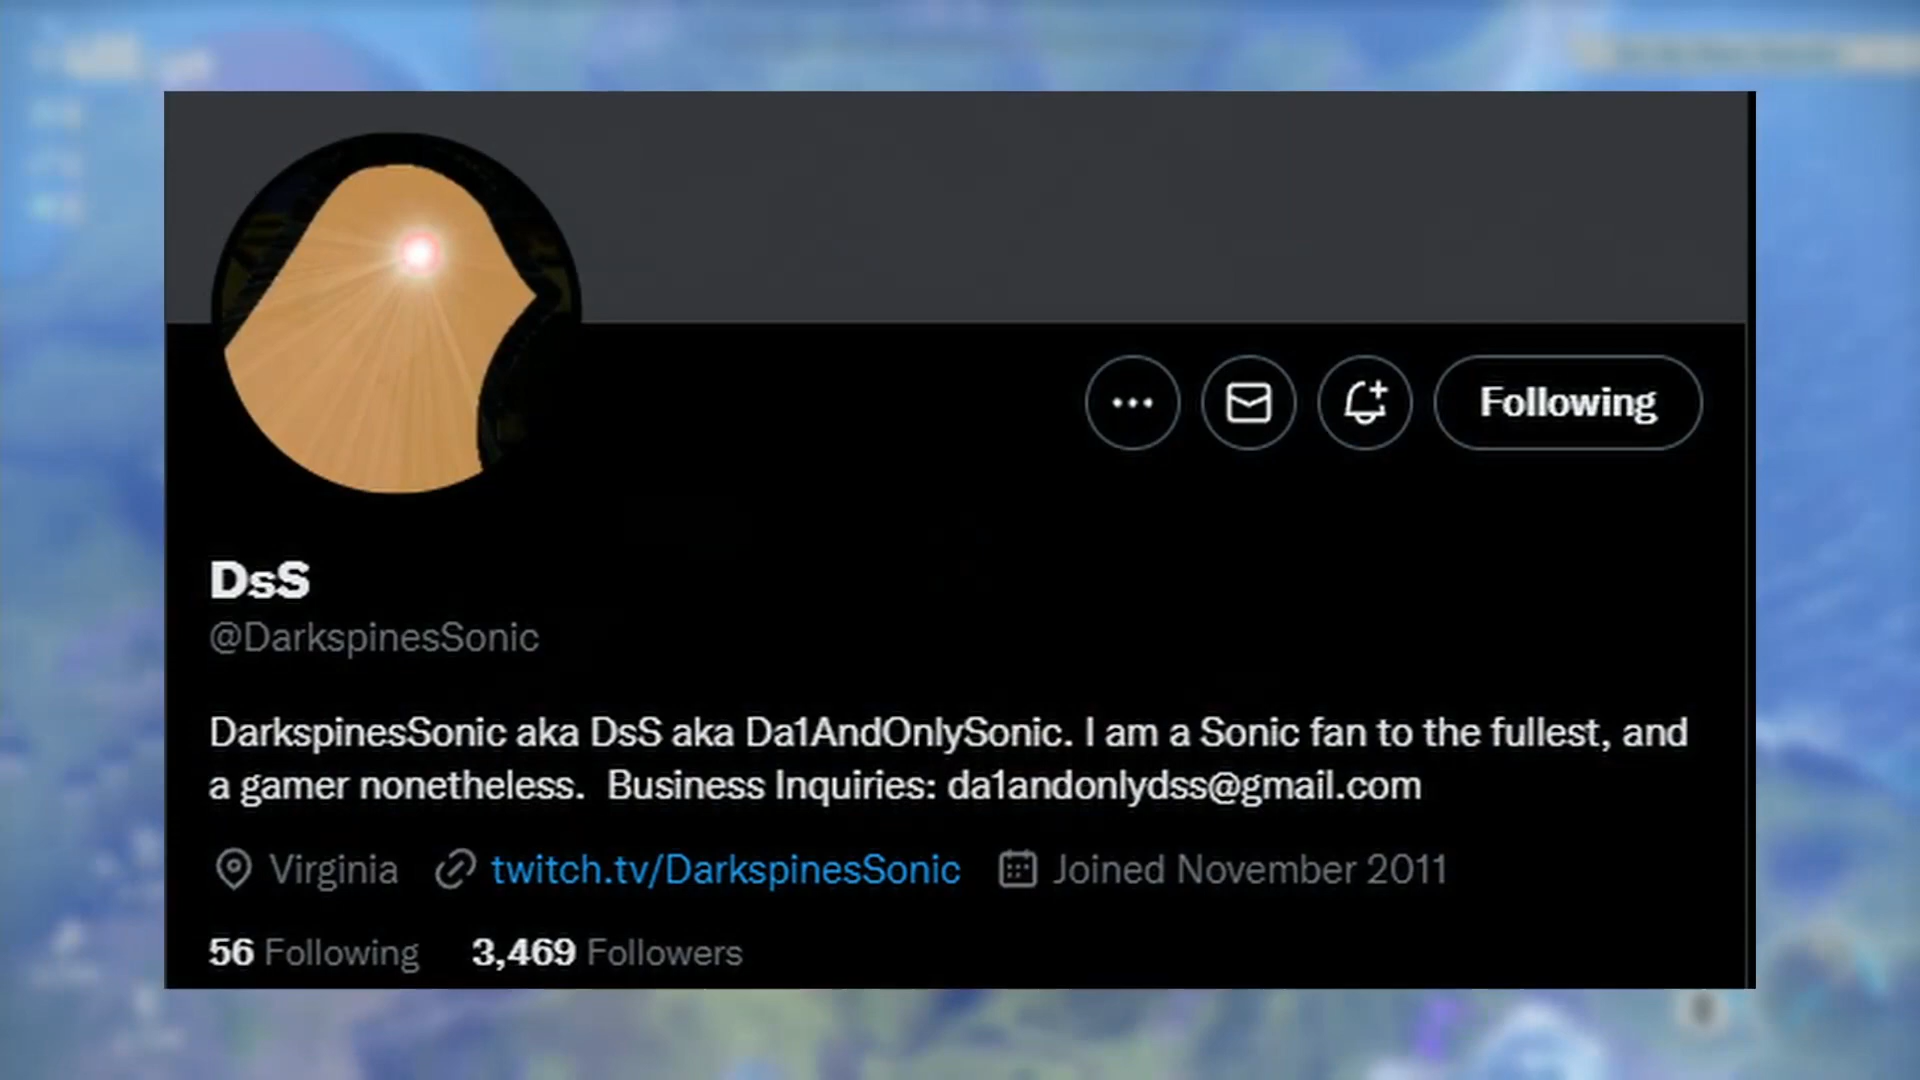 Following
DsS
@DarkspinesSonic
DarkspinesSonic aka DsS aka Da1AndOnlySonic. I am a Sonic fan to the fullest, and
a gamer nonetheless. Business Inquiries: da1andonlydss@gmail.com
Virginia twitch.tv/DarkspinesSonic Joined November 2011
56 Following 3,469 Followers